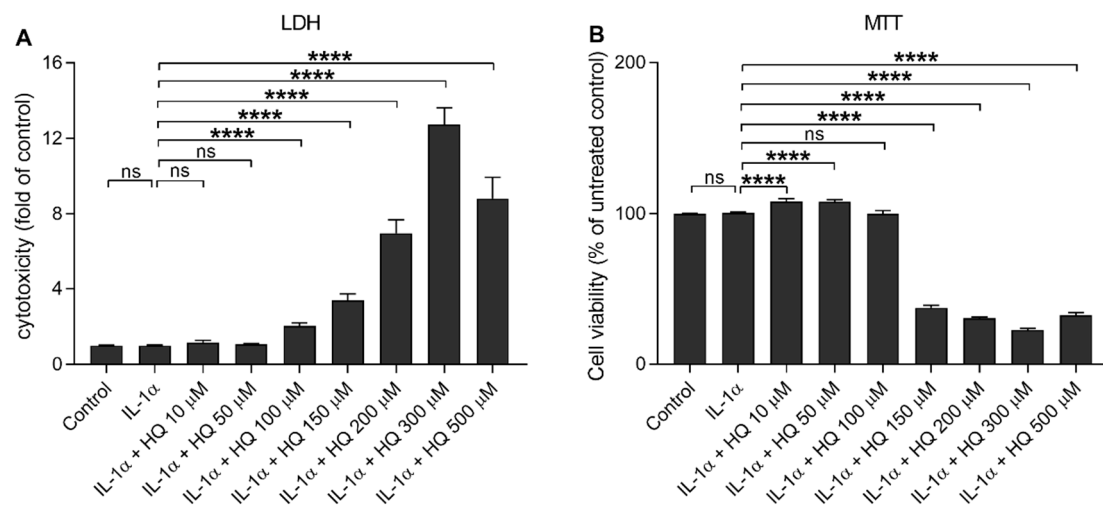 A
LDH
cytotoxicity (fold of control)
16
12
8
4
0
****
****
****
****
****
ns
ns
ns
Control
IL-1α
IL-1α + HQ 10 μM
IL-1α + HQ 50 μM
IL-1α + HQ 100 μM
IL-1α + HQ 150 μM
IL-1α + HQ 200 μM
IL-1α + HQ 300 μM
IL-1α + HQ 500 μM
B
MTT
Cell viability (% of untreated control)
200
100
0
****
****
****
****
ns
****
ns
****
Control
IL-1α
IL-1α + HQ 10 μM
IL-1α + HQ 50 μM
IL-1α + HQ 100 μM
IL-1α + HQ 150 μM
IL-1α + HQ 200 μM
IL-1α + HQ 300 μM
IL-1α + HQ 500 μM